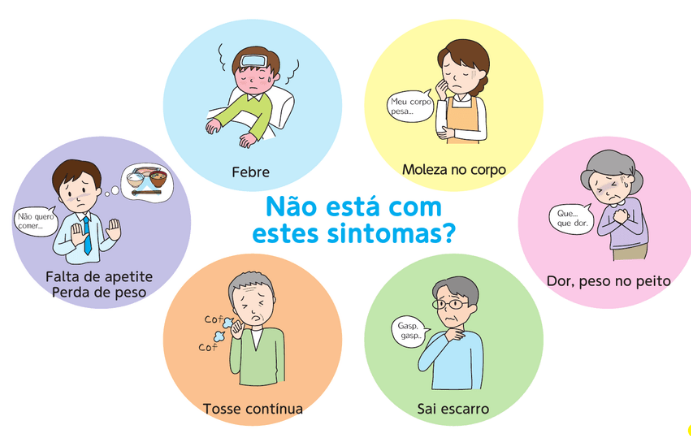 Febre
Meu corpo
pesa...
Moleza no corpo
Não quero
comer...
Falta de apetite
Perda de peso
Não está com
estes sintomas?
Que...
que dor.
Dor, peso no peito
Cof
Cof
Tosse contínua
Gasp,
gasp..
Sai escarro